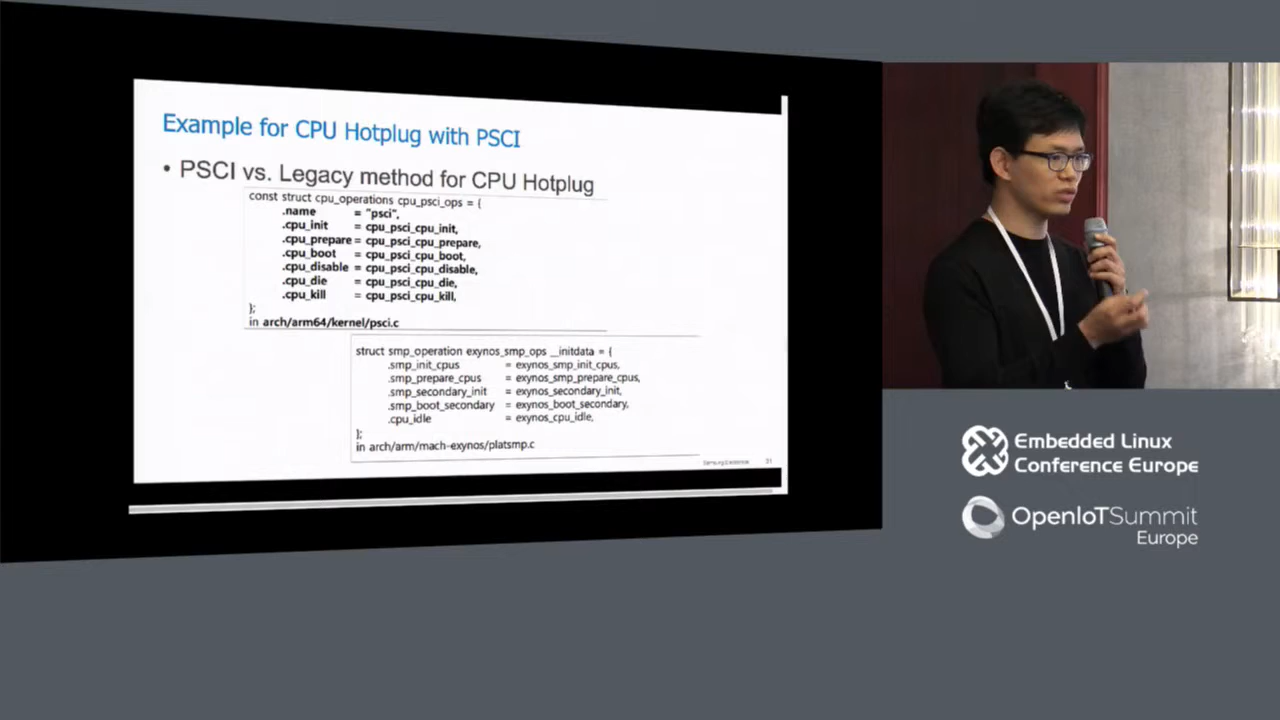 Example for CPU Hotplug with PSCI
• PSCI vs. Legacy method for CPU Hotplug
const struct cpu_operations cpu_psci_ops = {
.name = "psci",
.cpu_init = cpu_psci_cpu_init,
.cpu_prepare = cpu_psci_cpu_prepare,
.cpu_boot = cpu_psci_cpu_boot,
.cpu_disable = cpu_psci_cpu_disable,
.cpu_die = cpu_psci_cpu_die,
.cpu_kill = cpu_psci_cpu_kill,
};
in arch/arm64/kernel/psci.c
struct smp_operation exynos_smp_ops __initdata = {
.smp_init_cpus = exynos_smp_init_cpus,
.smp_prepare_cpus = exynos_smp_prepare_cpus,
.smp_secondary_init = exynos_secondary_init,
.smp_boot_secondary = exynos_boot_secondary,
.cpu_idle = exynos_cpu_idle,
};
in arch/arm/mach-exynos/platsmp.c
Samsung Electronics 31
Embedded Linux
Conference Europe
OpenIoTSummit
Europe